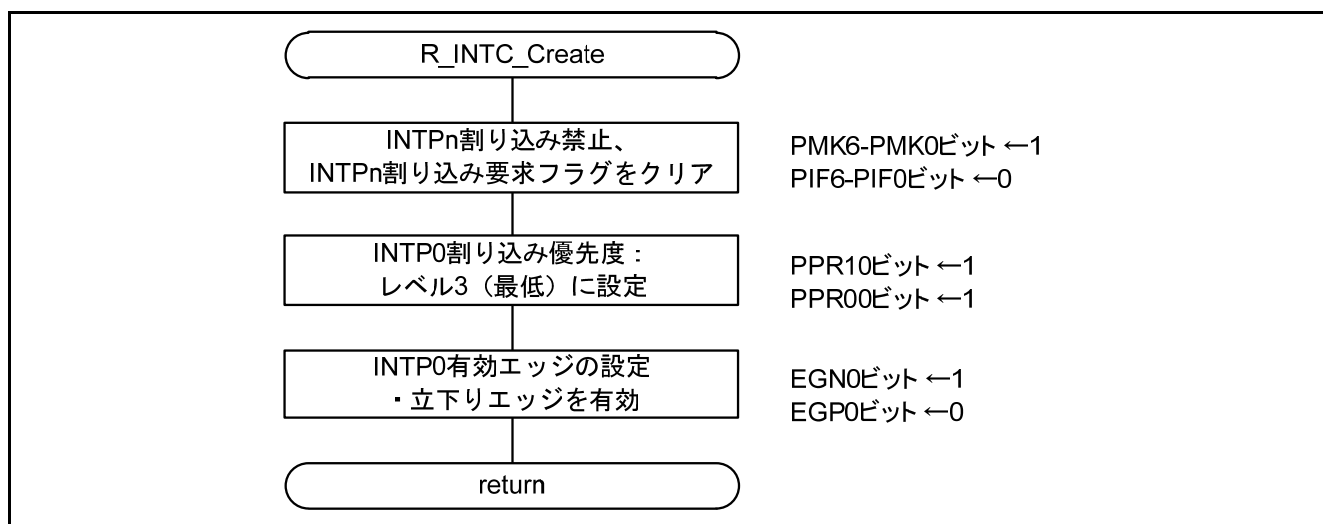 R_INTC_Create
INTPn割り込み禁止、
INTPn割り込み要求フラグをクリア
PMK6-PMK0ビット ←1
PIF6-PIF0ビット ←0
INTP0割り込み優先度：
レベル3（最低）に設定
PPR10ビット ←1
PPR00ビット ←1
INTP0有効エッジの設定
・立下りエッジを有効
EGN0ビット ←1
EGP0ビット ←0
return